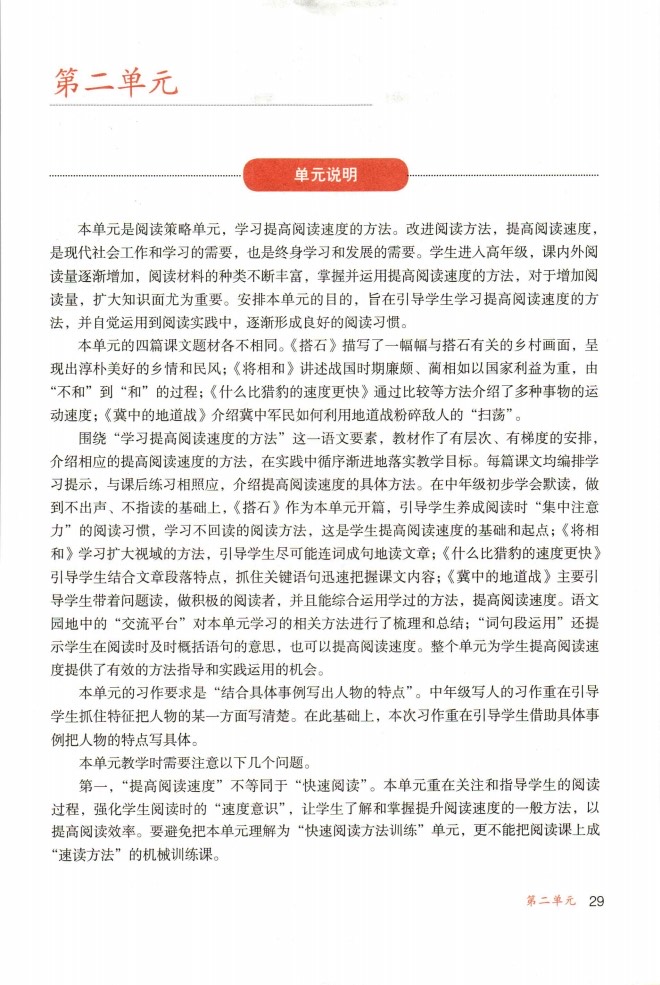 第二单元
单元说明
本单元是阅读策略单元，学习提高阅读速度的方法。改进阅读方法，提高阅读速度，
是现代社会工作和学习的需要，也是终身学习和发展的需要。学生进入高年级，课内外阅
读量逐渐增加，阅读材料的种类不断丰富，掌握并运用提高阅读速度的方法，对于增加阅
读量，扩大知识面尤为重要。安排本单元的目的，旨在引导学生学习提高阅读速度的方
法，并自觉运用到阅读实践中，逐渐形成良好的阅读习惯。
本单元的四篇课文题材各不相同。《搭石》描写了一幅幅与搭石有关的乡村画面，呈
现出淳朴美好的乡情和民风；《将相和》讲述战国时期廉颇、蔺相如以国家利益为重，由
“不和”到“和”的过程；《什么比猎豹的速度更快》通过比较等方法介绍了多种事物的运
动速度；《冀中的地道战》介绍冀中军民如何利用地道战粉碎敌人的“扫荡”。
围绕“学习提高阅读速度的方法”这一语文要素，教材作了有层次、有梯度的安排，
介绍相应的提高阅读速度的方法，在实践中循序渐进地落实教学目标。每篇课文均编排学
习提示，与课后练习相照应，介绍提高阅读速度的具体方法。在中年级初步学会默读，做
到不出声、不指读的基础上，《搭石》作为本单元开篇，引导学生养成阅读时“集中注意
力”的阅读习惯，学习不回读的阅读方法，这是学生提高阅读速度的基础和起点；《将相
和》学习扩大视域的方法，引导学生尽可能连词成句地读文章；《什么比猎豹的速度更快》
引导学生结合文章段落特点，抓住关键语句迅速把握课文内容；《冀中的地道战》主要引
导学生带着问题读，做积极的阅读者，并且能综合运用学过的方法，提高阅读速度。语文
园地中的“交流平台”对本单元学习的相关方法进行了梳理和总结；“词句段运用”还提
示学生在阅读时及时概括语句的意思，也可以提高阅读速度。整个单元为学生提高阅读速
度提供了有效的方法指导和实践运用的机会。
本单元的习作要求是“结合具体事例写出人物的特点”。中年级写人的习作重在引导
学生抓住特征把人物的某一方面写清楚。在此基础上，本次习作重在引导学生借助具体事
例把人物的特点写具体。
本单元教学时需要注意以下几个问题。
第一，“提高阅读速度”不等同于“快速阅读”。本单元重在关注和指导学生的阅读
过程，强化学生阅读时的“速度意识”，让学生了解和掌握提升阅读速度的一般方法，以
提高阅读效率。要避免把本单元理解为“快速阅读方法训练”单元，更不能把阅读课上成
“速读方法”的机械训练课。
第二单元 29